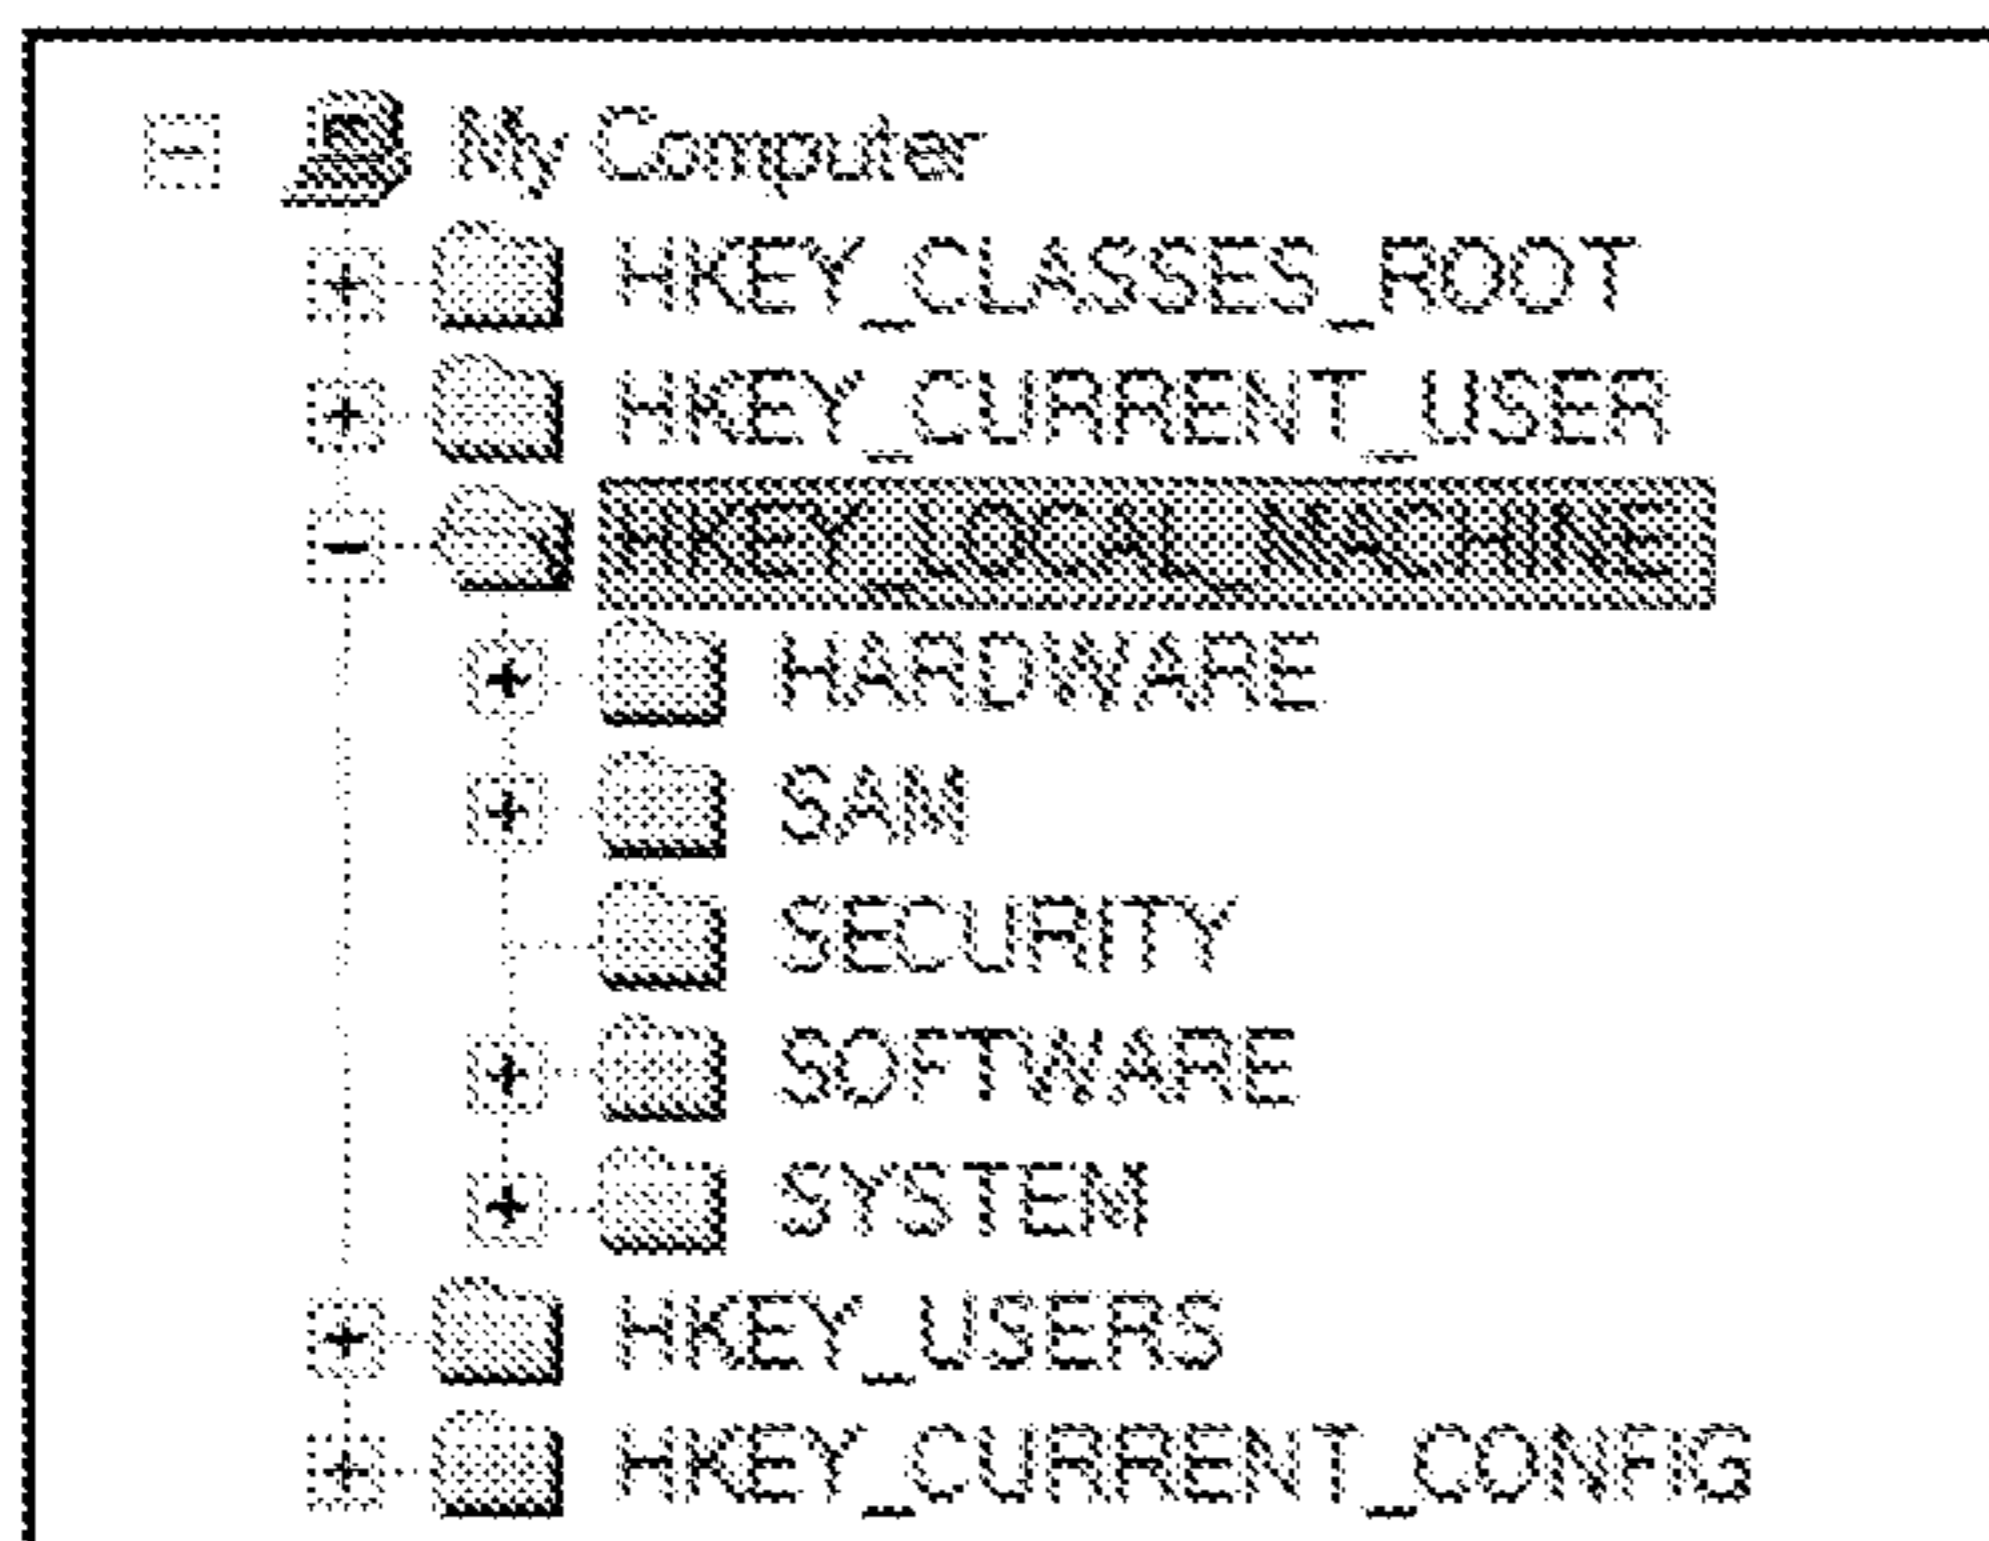 My Computer
HKEY_CLASSES_ROOT
HKEY_CURRENT_USER
HKEY_LOCAL_MACHINE
HARDWARE
SAM
SECURITY
SOFTWARE
SYSTEM
HKEY_USERS
HKEY_CURRENT_CONFIG